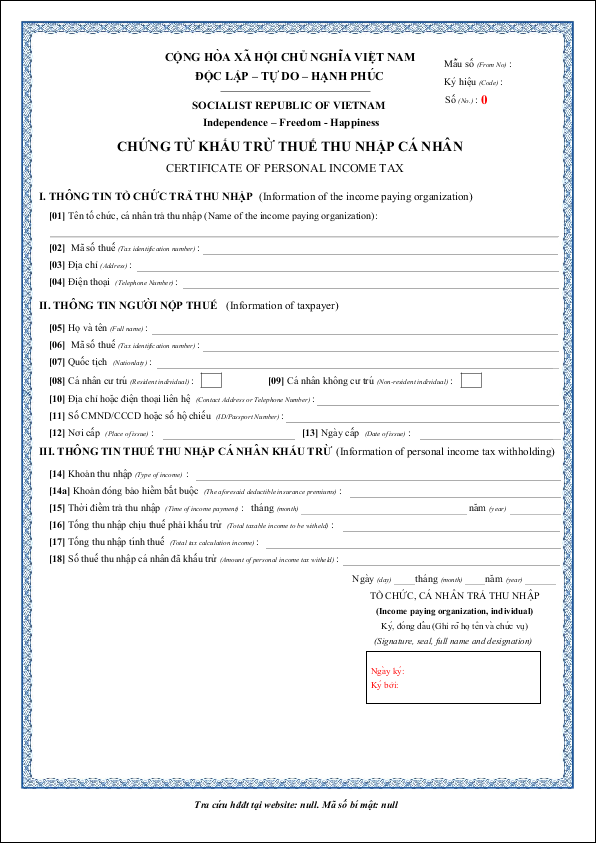 CỘNG HÒA XÃ HỘI CHỦ NGHĨA VIỆT NAM
ĐỘC LẬP – TỰ DO – HẠNH PHÚC
SOCIALIST REPUBLIC OF VIETNAM
Independence – Freedom - Happiness
Mẫu số (From No) :
Ký hiệu (Code) :
Số (No.) : 0
CHỨNG TỪ KHẤU TRỪ THUẾ THU NHẬP CÁ NHÂN
CERTIFICATE OF PERSONAL INCOME TAX
I. THÔNG TIN TỔ CHỨC TRẢ THU NHẬP (Information of the income paying organization)
[01] Tên tổ chức, cá nhân trả thu nhập (Name of the income paying organization):
[02] Mã số thuế (Tax identification number) :
[03] Địa chỉ (Address) :
[04] Điện thoại (Telephone Number) :
II. THÔNG TIN NGƯỜI NỘP THUẾ (Information of taxpayer)
[05] Họ và tên (Full name) :
[06] Mã số thuế (Tax identification number) :
[07] Quốc tịch (Nationlaty) :
[08] Cá nhân cư trú (Resident individual) : [09] Cá nhân không cư trú (Non-resident individual) :
[10] Địa chỉ hoặc điện thoại liên hệ (Contact Address or Telephone Number) :
[11] Số CMND/CCCD hoặc số hộ chiếu (ID/Passport Number) :
[12] Nơi cấp (Place of issue) : [13] Ngày cấp (Date of issue) :
III. THÔNG TIN THUẾ THU NHẬP CÁ NHÂN KHẤU TRỪ (Information of personal income tax withholding)
[14] Khoản thu nhập (Type of income) :
[14a] Khoản đóng bảo hiểm bắt buộc (The aforesaid deductible insurance premiums) :
[15] Thời điểm trả thu nhập (Time of income payment) : tháng (month) năm (year)
[16] Tổng thu nhập chịu thuế phải khấu trừ (Total taxable income to be witheld) :
[17] Tổng thu nhập tính thuế (Total tax calculation income) :
[18] Số thuế thu nhập cá nhân đã khấu trừ (Amount of personal income tax witheld) :
Ngày (day) ____tháng (month) ____năm (year) ______
TỔ CHỨC, CÁ NHÂN TRẢ THU NHẬP
(Income paying organization, individual)
Ký, đóng dấu (Ghi rõ họ tên và chức vụ)
(Signature, seal, full name and designation)
Ngày ký:
Ký bởi:
Tra cứu hđđt tại website: null. Mã số bí mật: null